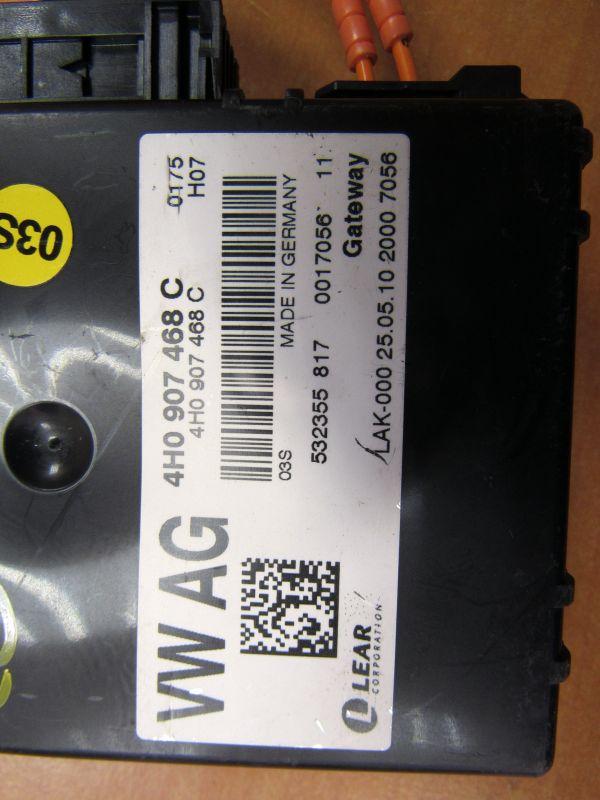 VW AG
4H0 907 468 C
4H0 907 468 C
0175
H07
03S
MADE IN GERMANY
532355 817 0017056 11
Gateway
LAK-000 25.05.10 2000 7056
LEAR
CORPORATION
03S